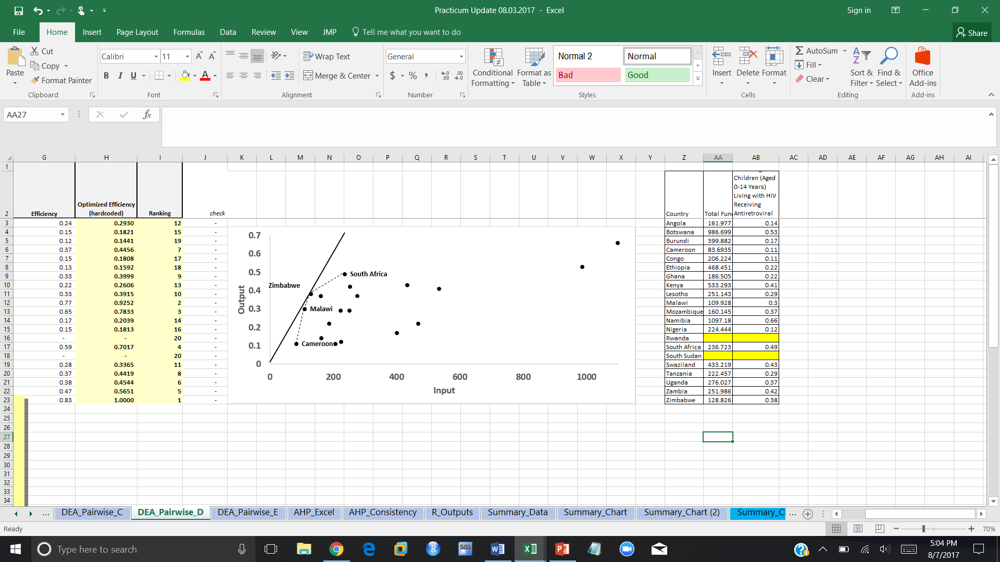 Practicum Update 08.03.2017 - Excel
Sign in
File Home Insert Page Layout Formulas Data Review View JMP Tell me what you want to do
Share
Paste
Cut
Copy
Format Painter
Clipboard
Calibri 11
B I U
Font
Wrap Text
Merge & Center
Alignment
General
$ % ,
Number
Conditional Formatting
Format as Table
Normal 2 Normal
Bad Good
Styles
Insert Delete Format
Cells
AutoSum
Fill
Clear
Sort & Filter
Find & Select
Editing
Office Add-ins
Add-ins
AA27
fx
G H I J K L M N O P Q R S T U V W X Y Z AA AB AC AD AE AF AG AH AI
1
2 Efficiency Optimized Efficiency (hardcoded) Ranking check
3 0.24 0.2930 12 -
4 0.15 0.1821 15 -
5 0.12 0.1441 19 -
6 0.37 0.4456 7 -
7 0.15 0.1808 17 -
8 0.13 0.1592 18 -
9 0.33 0.3999 9 -
10 0.22 0.2606 13 -
11 0.33 0.3915 10 -
12 0.77 0.9252 2 -
13 0.65 0.7833 3 -
14 0.17 0.2039 14 -
15 0.15 0.1813 16 -
16 - - 20 -
17 0.59 0.7017 4 -
18 - - 20 -
19 0.28 0.3365 11 -
20 0.37 0.4419 8 -
21 0.38 0.4544 6 -
22 0.47 0.5651 5 -
23 0.83 1.0000 1 -
24
25
26
27
28
29
30
31
32
33
34
0.7
0.6
0.5
0.4
0.3
0.2
0.1
0
Output
South Africa
Zimbabwe
Malawi
Cameroon
0 200 400 600 800 1000
Input
Children (Aged
0-14 Years)
Living with HIV
Receiving
Country Total Fun Antiretroviral
Angola 161.977 0.14
Botswana 986.699 0.53
Burundi 399.882 0.17
Cameroon 83.6935 0.11
Congo 206.224 0.11
Ethiopia 468.451 0.22
Ghana 186.505 0.22
Kenya 533.293 0.41
Lesotho 251.143 0.29
Malawi 109.928 0.3
Mozambique 160.145 0.37
Namibia 1097.18 0.66
Nigeria 224.444 0.12
Rwanda
South Africa 236.723 0.49
South Sudan
Swaziland 433.219 0.43
Tanzania 222.457 0.29
Uganda 276.027 0.37
Zambia 251.986 0.42
Zimbabwe 128.826 0.38
... DEA_Pairwise_C DEA_Pairwise_D DEA_Pairwise_E AHP_Excel AHP_Consistency R_Outputs Summary_Data Summary_Chart Summary_Chart (2) Summary_C ...
Ready
70%
Type here to search
5:04 PM
8/7/2017